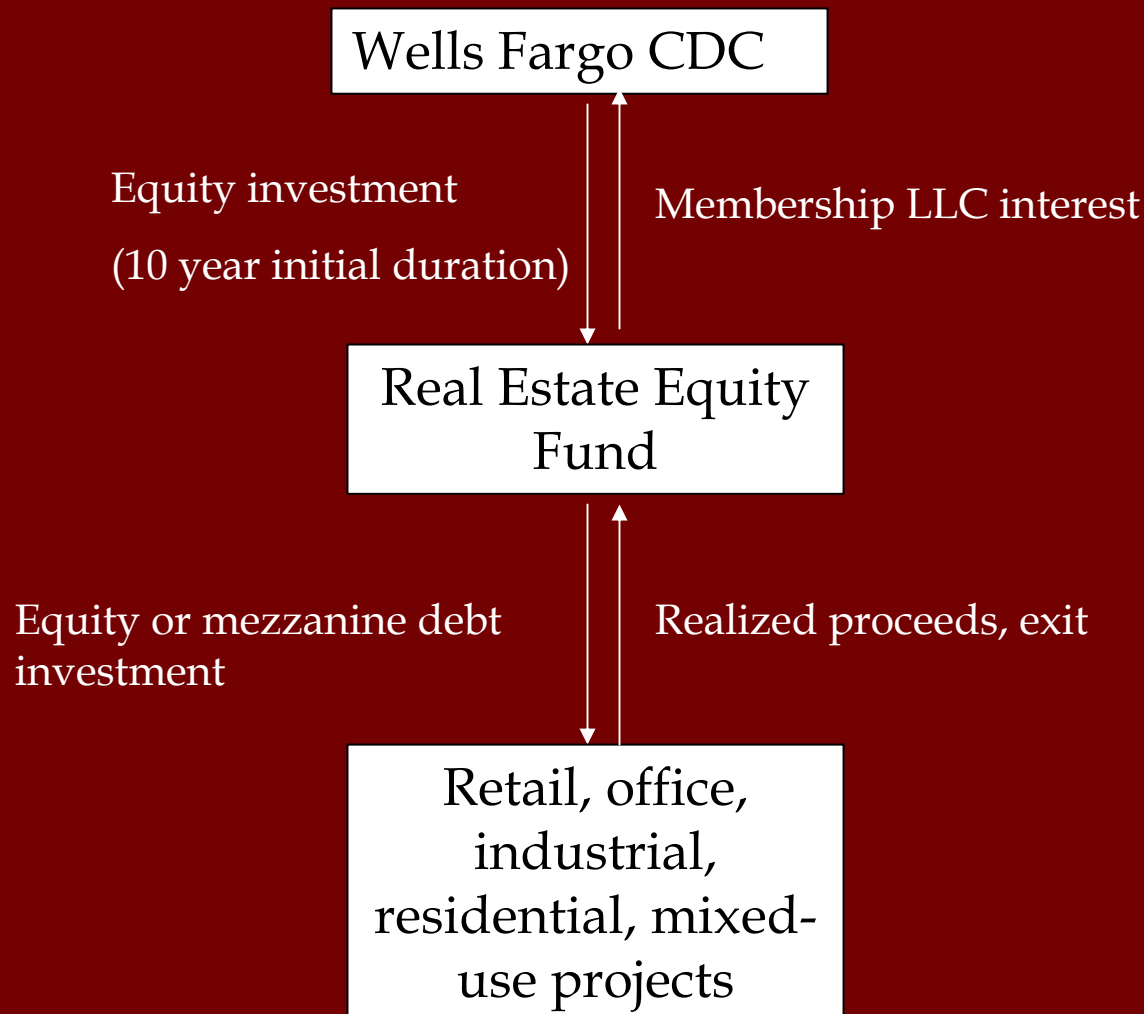 Wells Fargo CDC
Equity investment
(10 year initial duration)
Membership LLC interest
Real Estate Equity
Fund
Equity or mezzanine debt
investment
Realized proceeds, exit
Retail, office,
industrial,
residential, mixed-
use projects